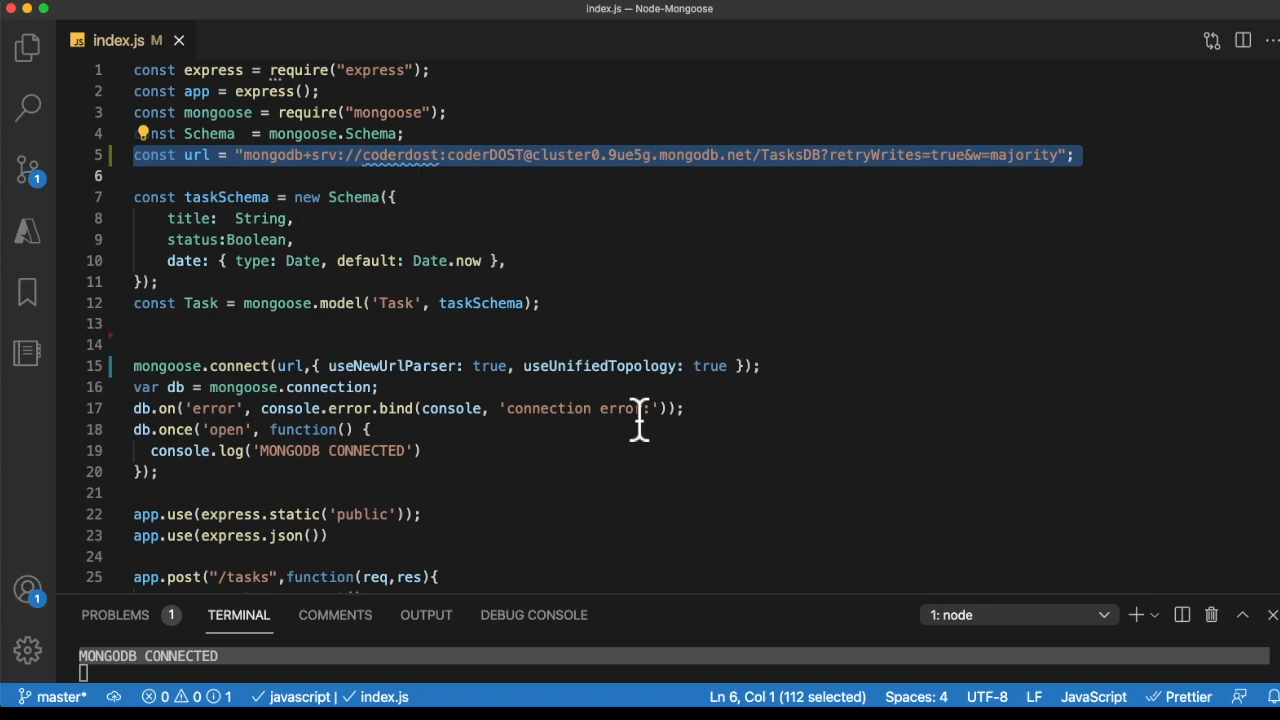 index.js — Node-Mongoose
JS index.js M
1 const express = require("express");
2 const app = express();
3 const mongoose = require("mongoose");
4 nst Schema  = mongoose.Schema;
5 const url = "mongodb+srv://coderdost:coderDOST@cluster0.9ue5g.mongodb.net/TasksDB?retryWrites=true&w=majority";
6
7 const taskSchema = new Schema({
8     title:  String,
9     status:Boolean,
10     date: { type: Date, default: Date.now },
11 });
12 const Task = mongoose.model('Task', taskSchema);
13
14
15 mongoose.connect(url,{ useNewUrlParser: true, useUnifiedTopology: true });
16 var db = mongoose.connection;
17 db.on('error', console.error.bind(console, 'connection error:'));
18 db.once('open', function() {
19   console.log('MONGODB CONNECTED')
20 });
21
22 app.use(express.static('public'));
23 app.use(express.json())
24
25 app.post("/tasks",function(req,res){
1
1
PROBLEMS 1 TERMINAL COMMENTS OUTPUT DEBUG CONSOLE 1: node
MONGODB CONNECTED
master* 0 0 1 javascript | index.js Ln 6, Col 1 (112 selected) Spaces: 4 UTF-8 LF JavaScript Prettier